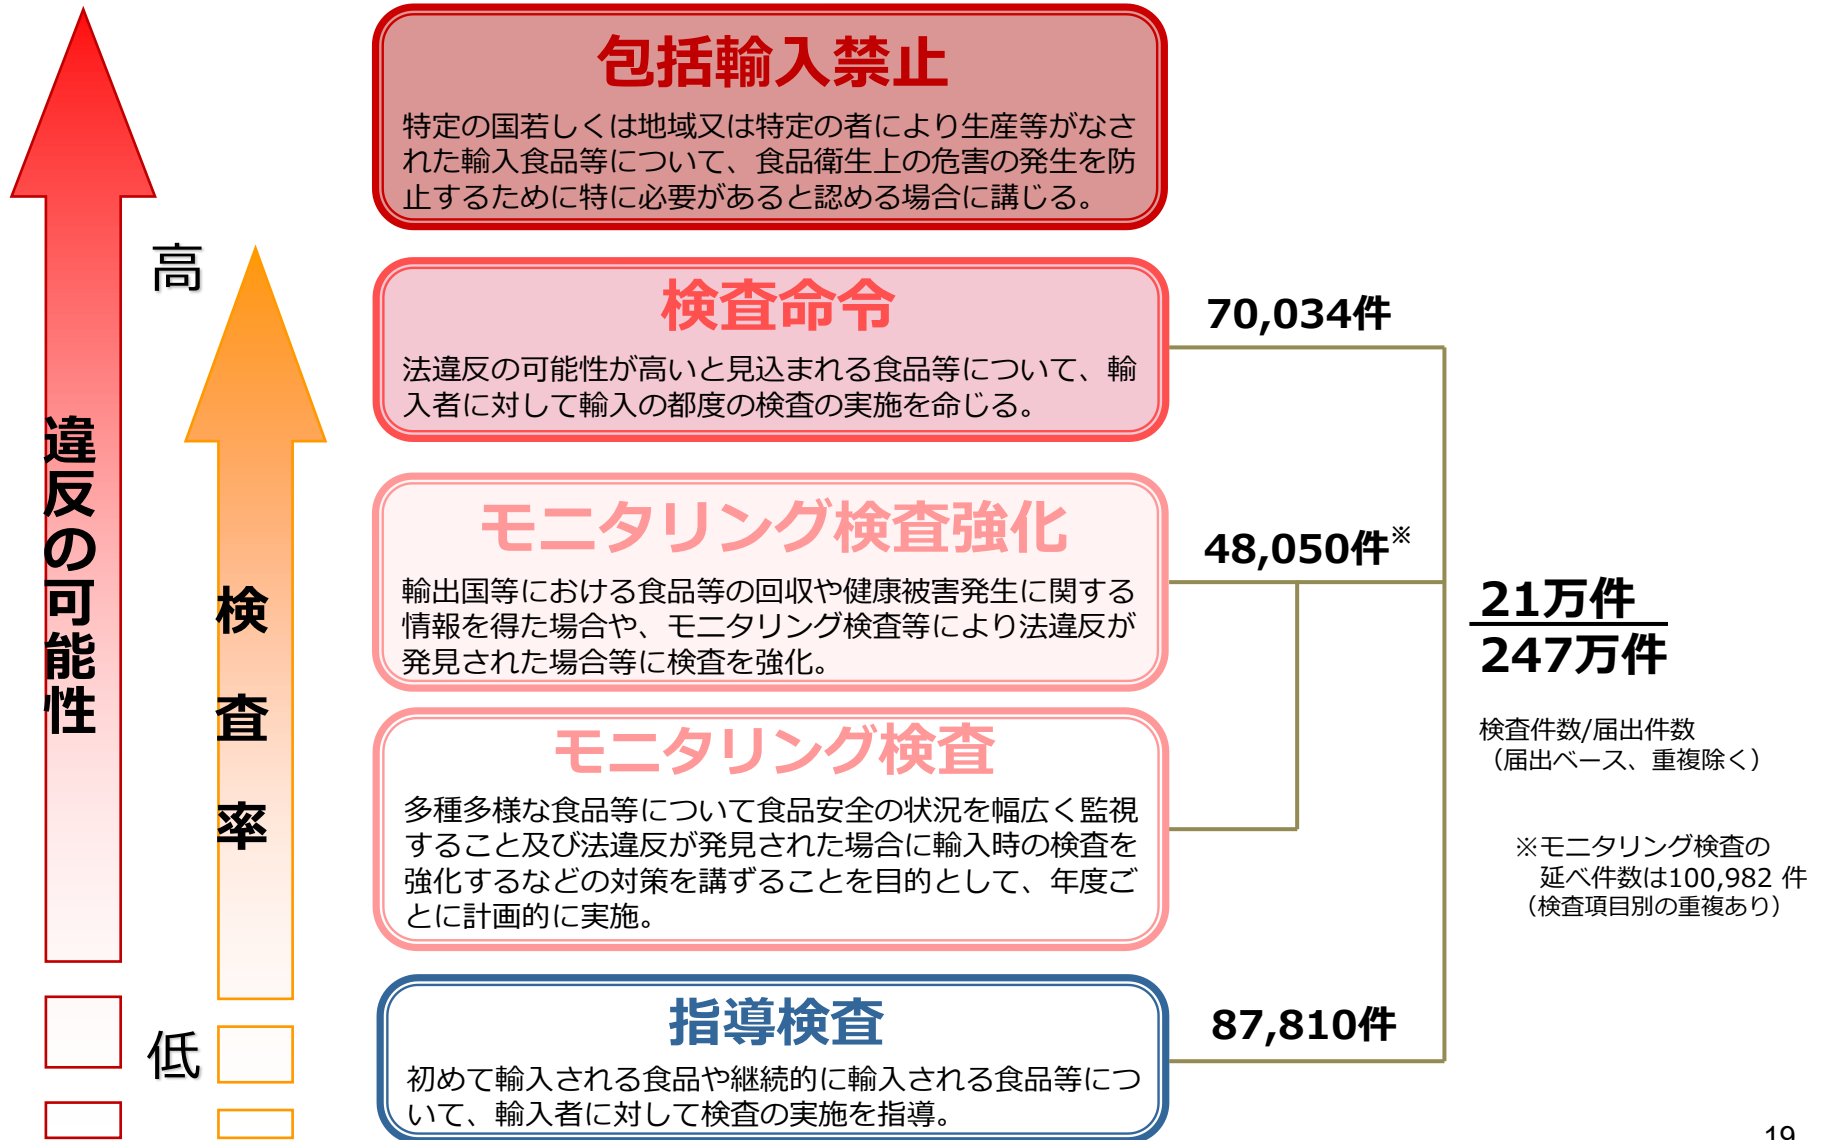 包括輸入禁止
特定の国若しくは地域又は特定の者により生産等がなさ
れた輸入食品等について、食品衛生上の危害の発生を防
止するために特に必要があると認める場合に講じる。
高
検査命令
法違反の可能性が高いと見込まれる食品等について、輸
入者に対して輸入の都度の検査の実施を命じる。
70,034件
違反の可能性
検査率
モニタリング検査強化
輸出国等における食品等の回収や健康被害発生に関する
情報を得た場合や、モニタリング検査等により法違反が
発見された場合等に検査を強化。
48,050件※
21万件
247万件
検査件数/届出件数
（届出ベース、重複除く）
モニタリング検査
多種多様な食品等について食品安全の状況を幅広く監視
すること及び法違反が発見された場合に輸入時の検査を
強化するなどの対策を講ずることを目的として、年度ご
とに計画的に実施。
※モニタリング検査の
延べ件数は100,982 件
（検査項目別の重複あり）
低
指導検査
初めて輸入される食品や継続的に輸入される食品等につ
いて、輸入者に対して検査の実施を指導。
87,810件
19